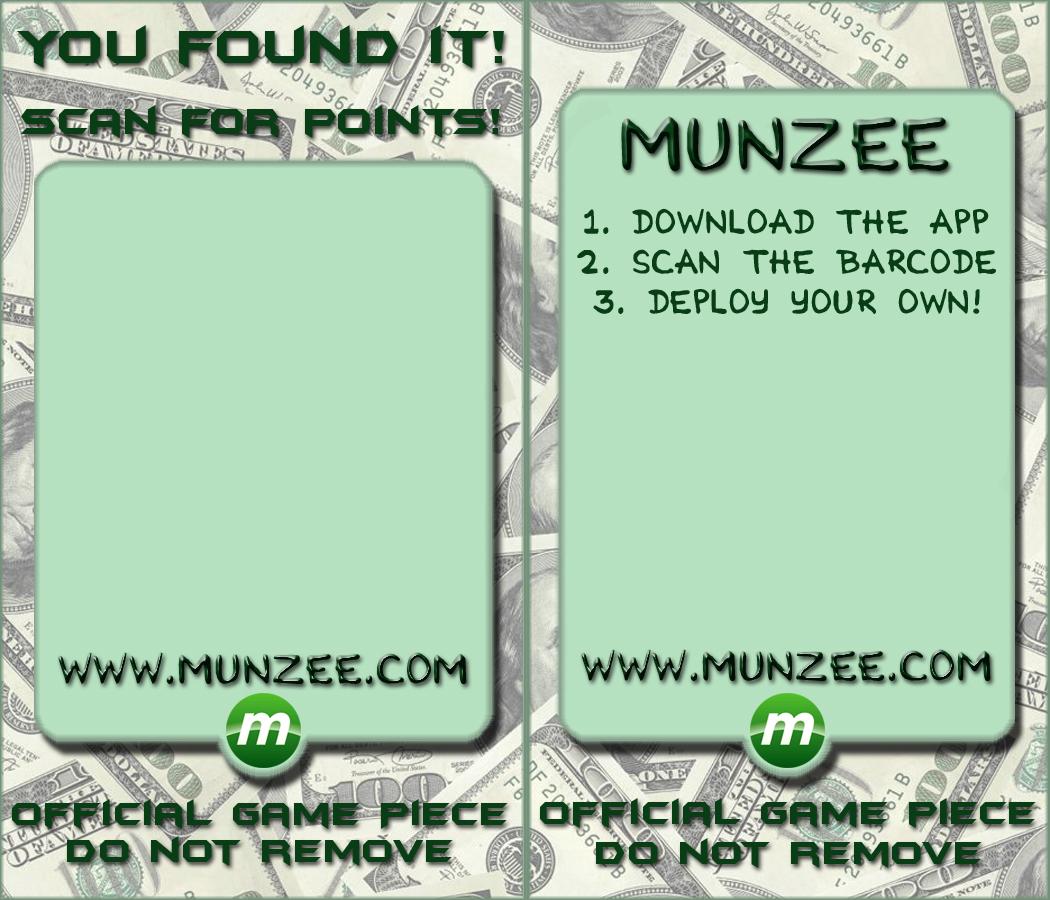 YOU FOUND IT!
SCAN FOR POINTS!
WWW.MUNZEE.COM
m
OFFICIAL GAME PIECE
DO NOT REMOVE
MUNZEE
1. DOWNLOAD THE APP
2. SCAN THE BARCODE
3. DEPLOY YOUR OWN!
WWW.MUNZEE.COM
m
OFFICIAL GAME PIECE
DO NOT REMOVE